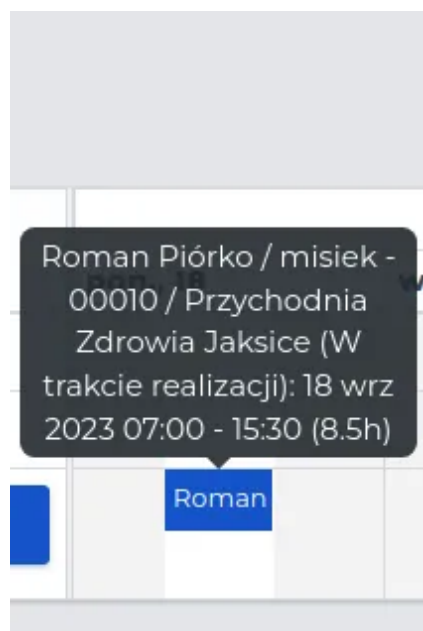 Roman Piórko / misiek -
00010 / Przychodnia
Zdrowia Jaksice (W
trakcie realizacji): 18 wrz
2023 07:00 - 15:30 (8.5h)
Roman